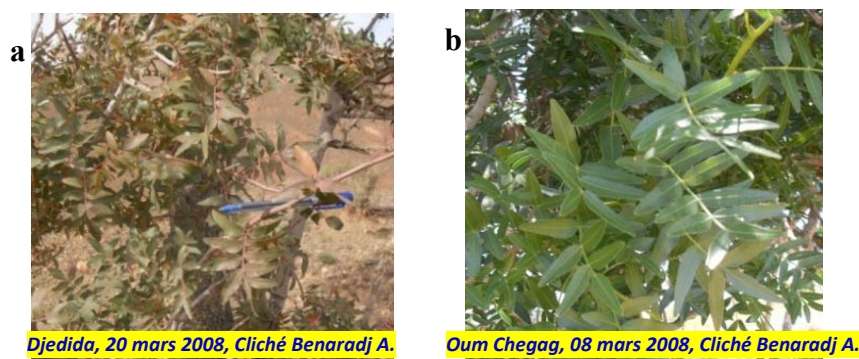 a
b
Djedida, 20 mars 2008, Cliché Benaradj A.
Oum Chegag, 08 mars 2008, Cliché Benaradj A.